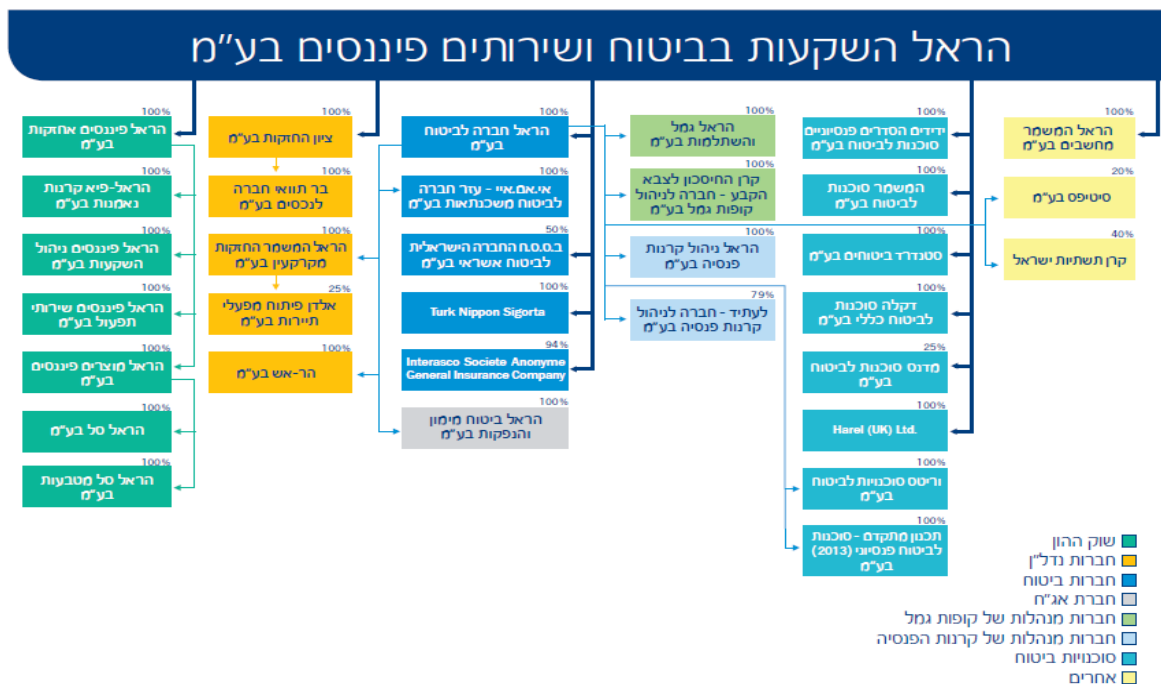 הראל השקעות בביטוח ושירותים פיננסים בע״מ
100%
הראל המשמר
מחשבים בע״מ
20%
סיטיפס בע״מ
40%
קרן תשתיות ישראל
100%
ידידים הסדרים פנסיוניים
סוכנות לביטוח בע״מ
100%
המשמר סוכנות
לביטוח בע״מ
100%
סטנדרד ביטוחים בע״מ
100%
דקלה סוכנות
לביטוח כללי בע״מ
25%
מדנס סוכנות לביטוח
בע״מ
100%
Harel (UK) Ltd.
100%
וריטס סוכנויות לביטוח
בע״מ
100%
תכנון מתקדם - סוכנות
לביטוח פנסיוני (2013)
בע״מ
100%
הראל גמל
והשתלמות בע״מ
100%
קרן החיסכון לצבא
הקבע - חברה לניהול
קופות גמל בע״מ
100%
הראל ניהול קרנות
פנסיה בע״מ
79%
לעתיד - חברה לניהול
קרנות פנסיה בע״מ
100%
הראל חברה לביטוח
בע״מ
100%
אי.אם.איי - עזר חברה
לביטוח משכנתאות בע״מ
50%
ב.ס.ס.ח החברה הישראלית
לביטוח אשראי בע״מ
100%
Turk Nippon Sigorta
94%
Interasco Societe Anonyme
General Insurance Company
100%
הראל ביטוח מימון
והנפקות בע״מ
100%
ציון החזקות בע״מ
100%
בר תוואי חברה
לנכסים בע״מ
100%
הראל המשמר החזקות
מקרקעין בע״מ
25%
אלדן פיתוח מפעלי
תיירות בע״מ
100%
הר-אש בע״מ
100%
הראל פיננסים אחזקות
בע״מ
100%
הראל-פיא קרנות
נאמנות בע״מ
100%
הראל פיננסים ניהול
השקעות בע״מ
100%
הראל פיננסים שירותי
תפעול בע״מ
100%
הראל מוצרים פיננסים
בע״מ
100%
הראל סל בע״מ
100%
הראל סל מטבעות
בע״מ
שוק ההון
חברות נדל״ן
חברות ביטוח
חברת אג״ח
חברות מנהלות של קופות גמל
חברות מנהלות של קרנות הפנסיה
סוכנויות ביטוח
אחרים